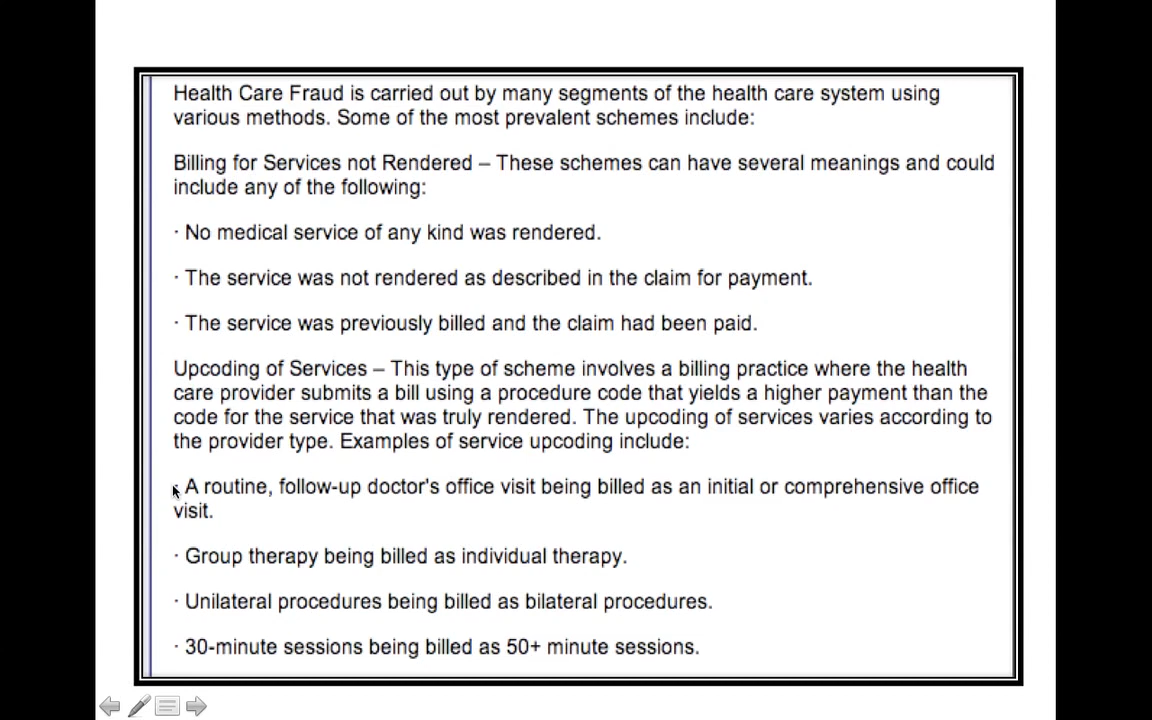 Health Care Fraud is carried out by many segments of the health care system using
various methods. Some of the most prevalent schemes include:
Billing for Services not Rendered – These schemes can have several meanings and could
include any of the following:
· No medical service of any kind was rendered.
· The service was not rendered as described in the claim for payment.
· The service was previously billed and the claim had been paid.
Upcoding of Services – This type of scheme involves a billing practice where the health
care provider submits a bill using a procedure code that yields a higher payment than the
code for the service that was truly rendered. The upcoding of services varies according to
the provider type. Examples of service upcoding include:
· A routine, follow-up doctor's office visit being billed as an initial or comprehensive office
visit.
· Group therapy being billed as individual therapy.
· Unilateral procedures being billed as bilateral procedures.
· 30-minute sessions being billed as 50+ minute sessions.